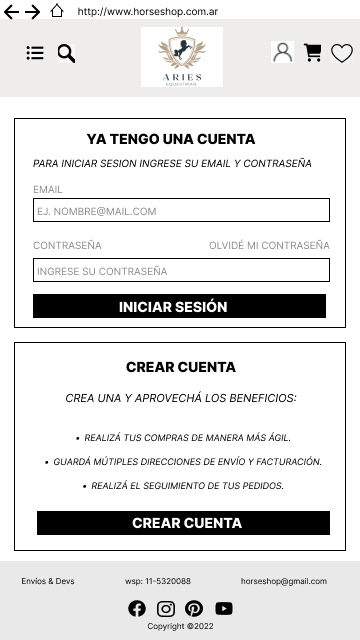 http://www.horseshop.com.ar
ARIES
EQUESTRIAN
YA TENGO UNA CUENTA
PARA INICIAR SESION INGRESE SU EMAIL Y CONTRASEÑA
EMAIL
EJ. NOMBRE@MAIL.COM
CONTRASEÑA OLVIDÉ MI CONTRASEÑA
INGRESE SU CONTRASEÑA
INICIAR SESIÓN
CREAR CUENTA
CREA UNA Y APROVECHÁ LOS BENEFICIOS:
• REALIZÁ TUS COMPRAS DE MANERA MÁS ÁGIL.
• GUARDÁ MÚTIPLES DIRECCIONES DE ENVÍO Y FACTURACIÓN.
• REALIZÁ EL SEGUIMIENTO DE TUS PEDIDOS.
CREAR CUENTA
Envíos & Devs wsp: 11-5320088 horseshop@gmail.com
Copyright ©2022